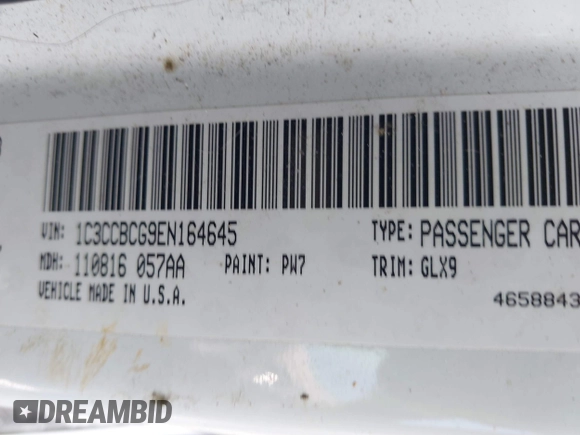 VIN: 1C3CCBCG9EN164645 TYPE: PASSENGER CAR
MDH: 110816 057AA PAINT: PW7 TRIM: GLX9
VEHICLE MADE IN U.S.A.
4658843
DREAMBID